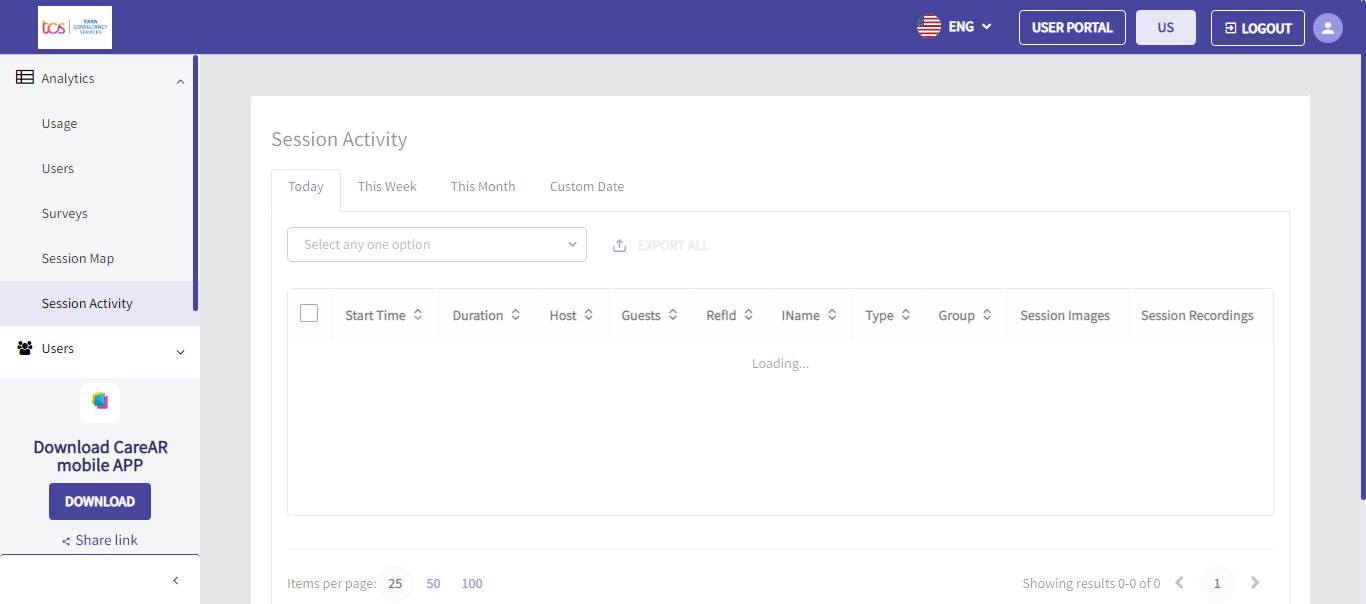 tcs TATA CONSULTANCY SERVICES
ENG
USER PORTAL
US
LOGOUT
Analytics
Usage
Users
Surveys
Session Map
Session Activity
Users
Download CareAR
mobile APP
DOWNLOAD
Share link
Session Activity
Today This Week This Month Custom Date
Select any one option
EXPORT ALL
Start Time Duration Host Guests RefId IName Type Group Session Images Session Recordings
Loading...
Items per page: 25 50 100
Showing results 0-0 of 0 1